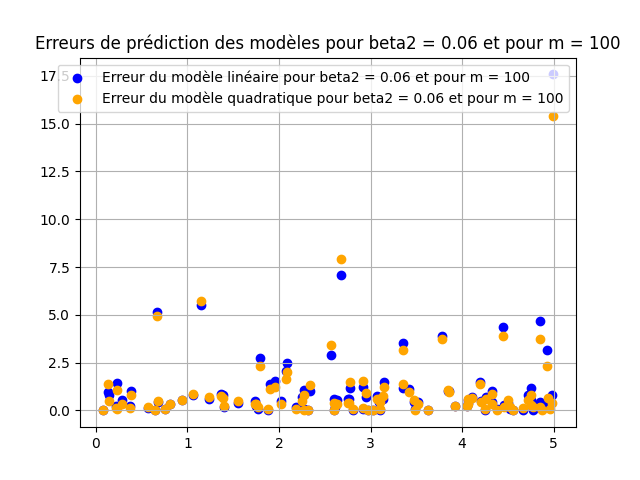 Erreurs de prédiction des modèles pour beta2 = 0.06 et pour m = 100
Erreur du modèle linéaire pour beta2 = 0.06 et pour m = 100
Erreur du modèle quadratique pour beta2 = 0.06 et pour m = 100
17.5
15.0
12.5
10.0
7.5
5.0
2.5
0.0
0 1 2 3 4 5